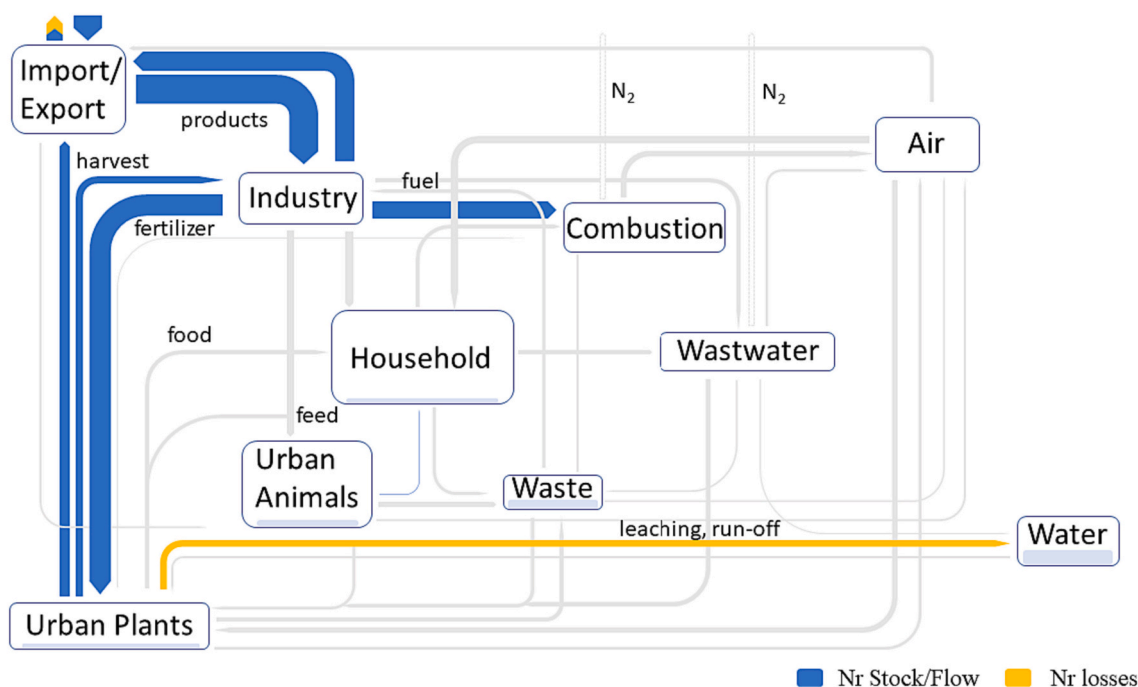 Import/
Export
products
N2
N2
Air
harvest
Industry
fuel
fertilizer
Combustion
food
Household
Wastwater
feed
Urban
Animals
Waste
leaching, run-off
Water
Urban Plants
Nr Stock/Flow
Nr losses